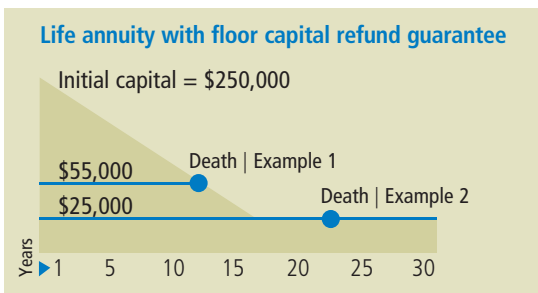 Life annuity with floor capital refund guarantee
Initial capital = $250,000
Death | Example 1
$55,000
Death | Example 2
$25,000
Years
1 5 10 15 20 25 30